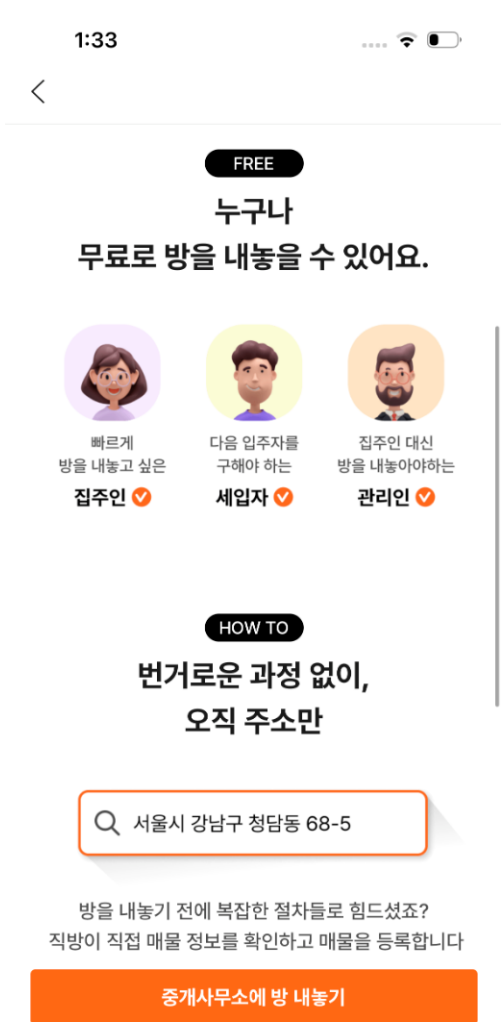 1:33
FREE
누구나
무료로 방을 내놓을 수 있어요.
빠르게
방을 내놓고 싶은
집주인
다음 입주자를
구해야 하는
세입자
집주인 대신
방을 내놓아야하는
관리인
HOW TO
번거로운 과정 없이,
오직 주소만
서울시 강남구 청담동 68-5
방을 내놓기 전에 복잡한 절차들로 힘드셨죠?
직방이 직접 매물 정보를 확인하고 매물을 등록합니다
중개사무소에 방 내놓기